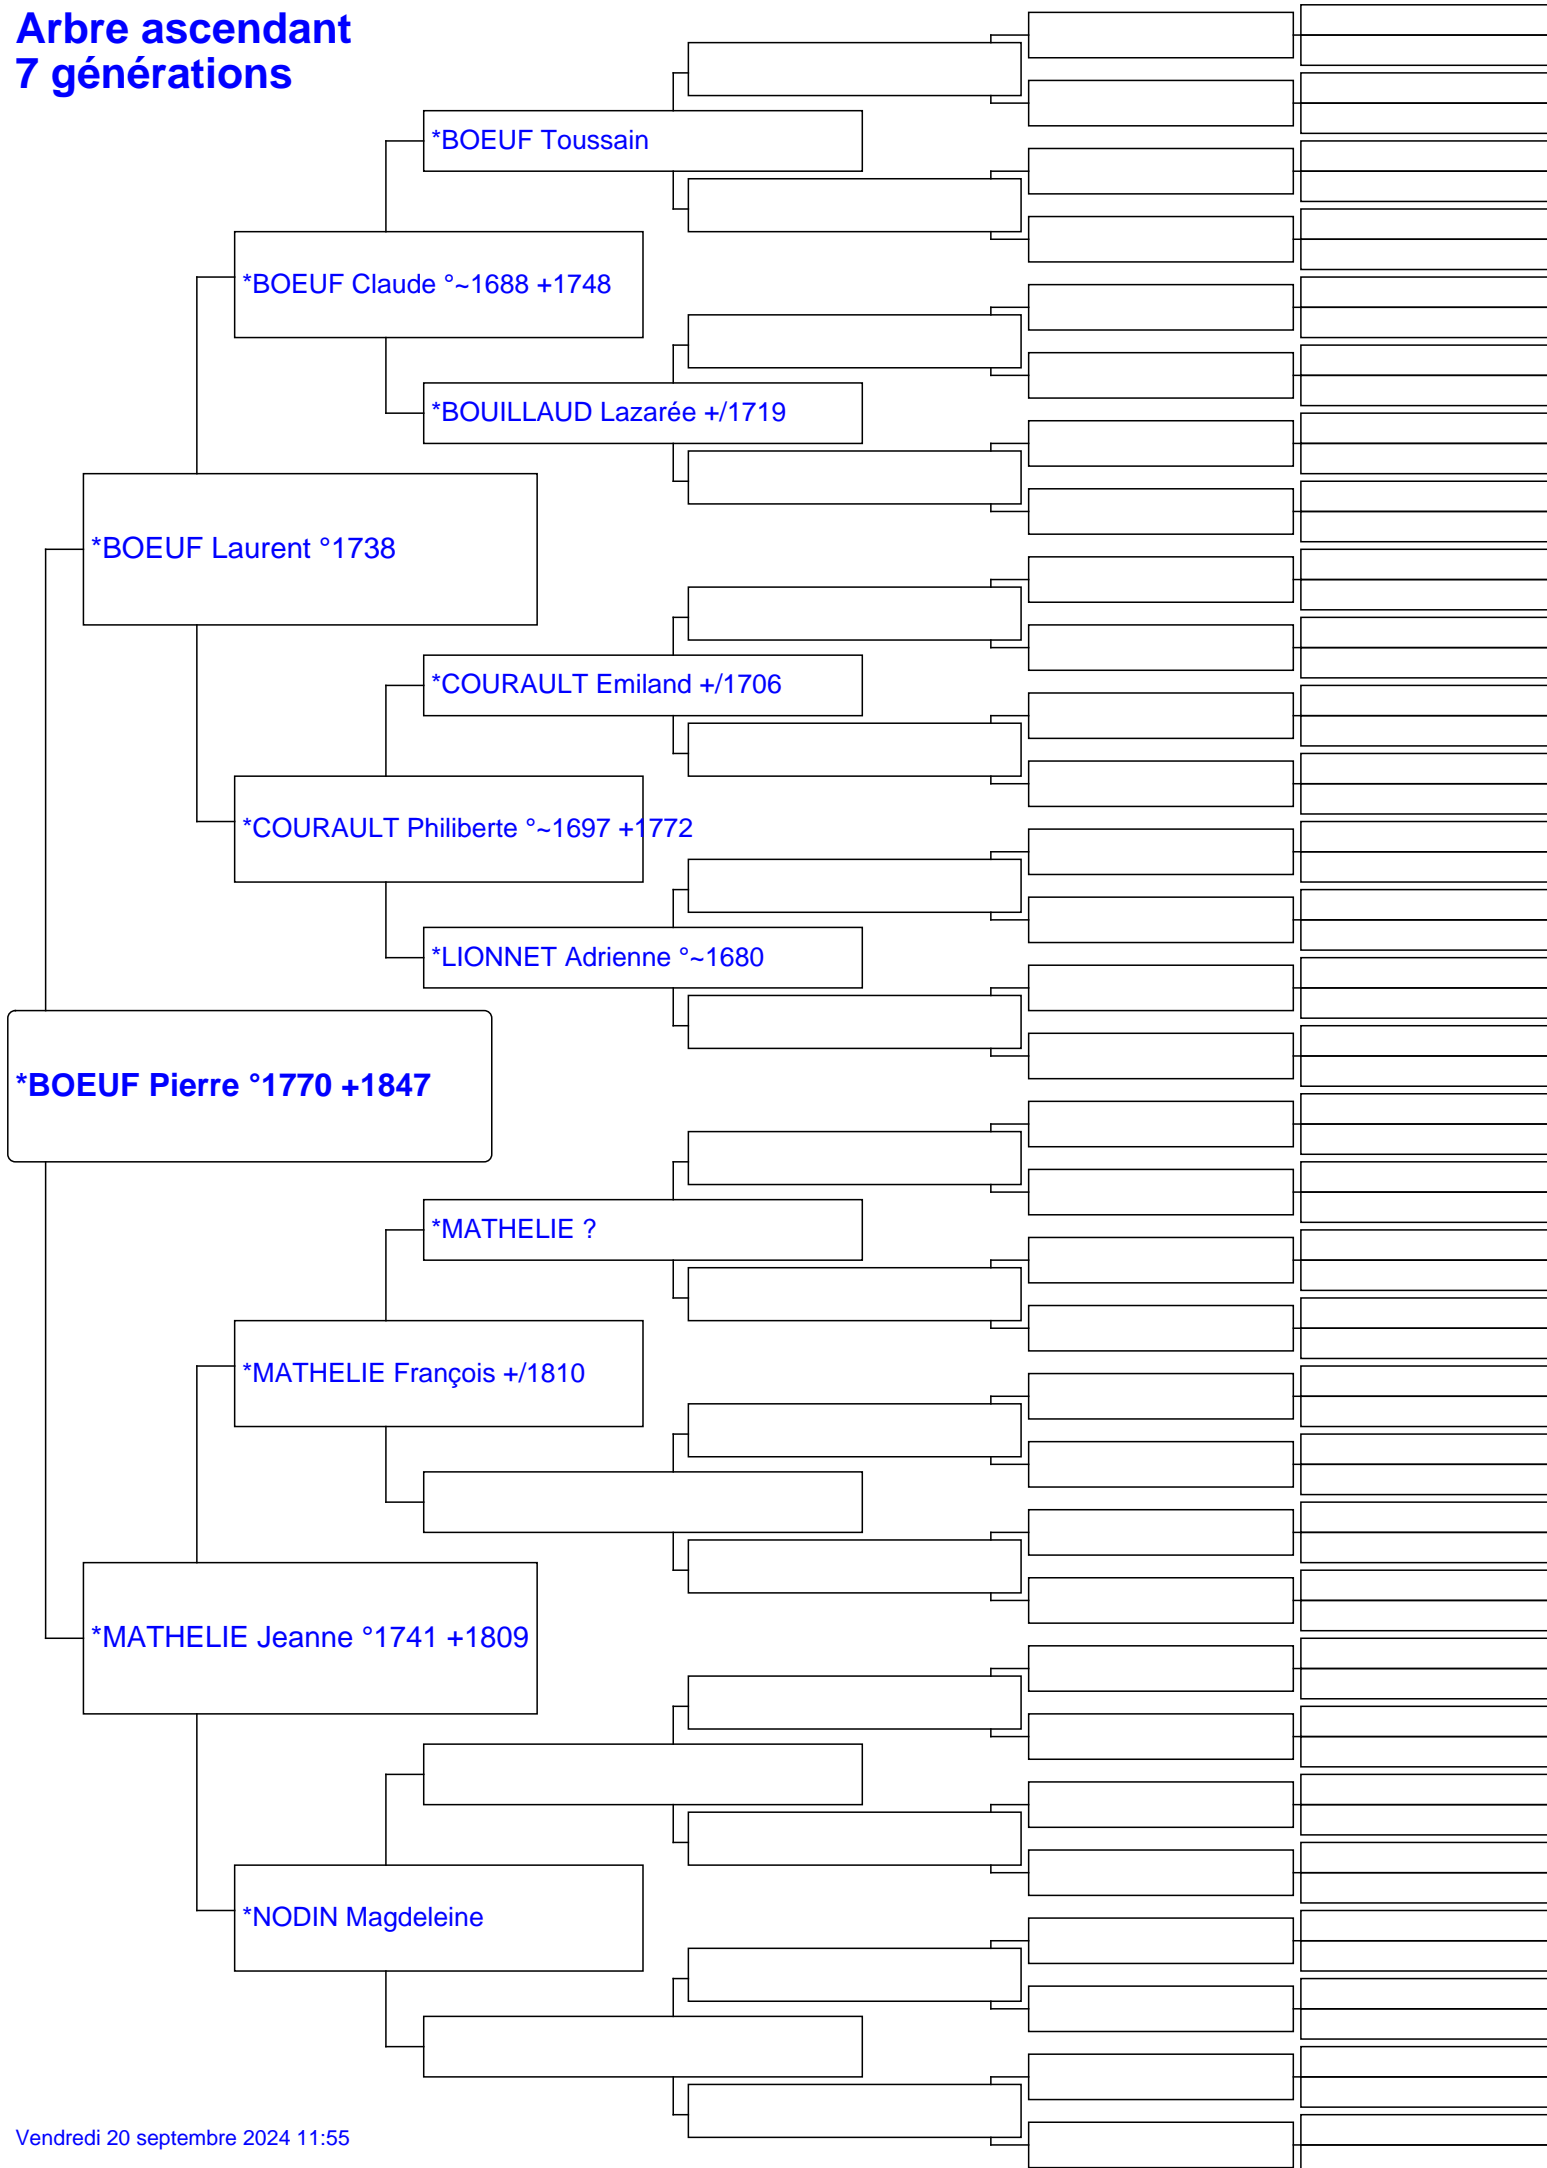 Arbre ascendant
7 générations
*BOEUF Toussain
*BOEUF Claude °~1688 +1748
*BOUILLAUD Lazarée +/1719
*BOEUF Laurent °1738
*COURAULT Emiland +/1706
*COURAULT Philiberte °~1697 +1772
*LIONNET Adrienne °~1680
*BOEUF Pierre °1770 +1847
*MATHELIE ?
*MATHELIE François +/1810
*MATHELIE Jeanne °1741 +1809
*NODIN Magdeleine
Vendredi 20 septembre 2024 11:55